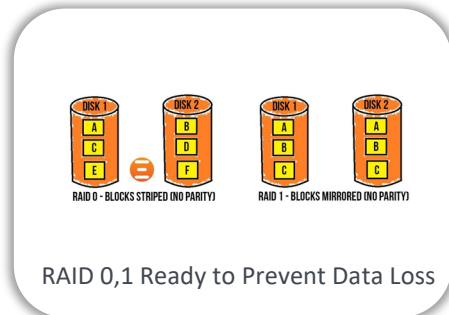 DISK 1 DISK 2 DISK 1 DISK 2
A B A A
C D B B
E F C C
RAID 0 - BLOCKS STRIPED (NO PARITY) RAID 1 - BLOCKS MIRRORED (NO PARITY)
RAID 0,1 Ready to Prevent Data Loss